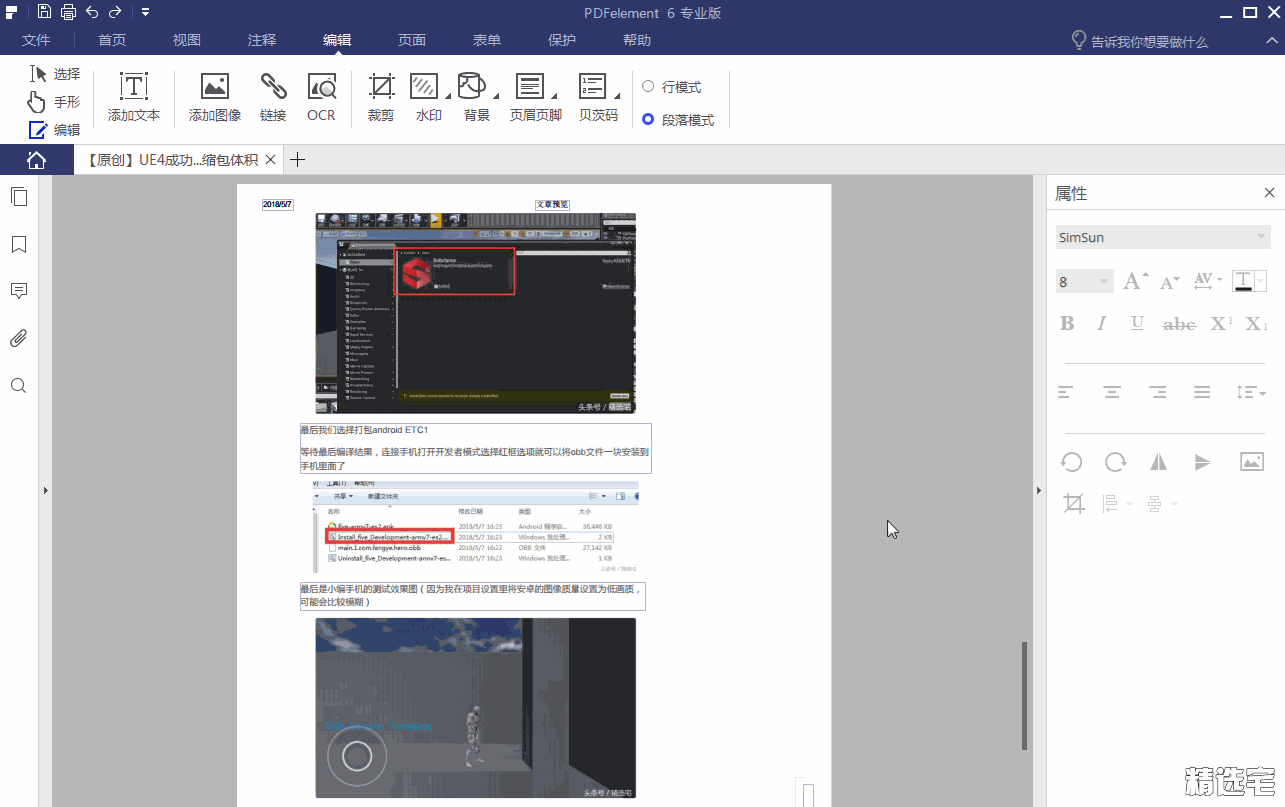 PDFelement 6 专业版
文件 首页 视图 注释 编辑 页面 表单 保护 帮助 告诉我你想要做什么
选择
手形
编辑
添加文本 添加图像 链接 OCR 裁剪 水印 背景 页眉页脚 贝茨码
行模式
段落模式
【原创】UE4成功...缩包体积
属性
SimSun
8
2018/5/7 文章预览
Substance
头条号 / 精选宅
最后我们选择打包android ETC1
等待最后编译结果，连接手机打开开发者模式选择红框选项就可以将obb文件一块安装到
手机里面了
工具(T) 帮助(H)
共享 新建文件夹
名称 修改日期 类型 大小
five-armv7-es2.apk 2018/5/7 16:23 Android 程序包... 36,446 KB
Install_five_Development-armv7-es2... 2018/5/7 16:23 Windows 批处理... 2 KB
main.1.com.fengye.hero.obb 2018/5/7 16:22 OBB 文件 27,142 KB
Uninstall_five_Development-armv7-es... 2018/5/7 16:23 Windows 批处理... 1 KB
头条号 / 精选宅
最后是小编手机的测试效果图（因为我在项目设置里将安卓的图像质量设置为低画质，
可能会比较模糊）
头条号 / 精选宅
精选宅